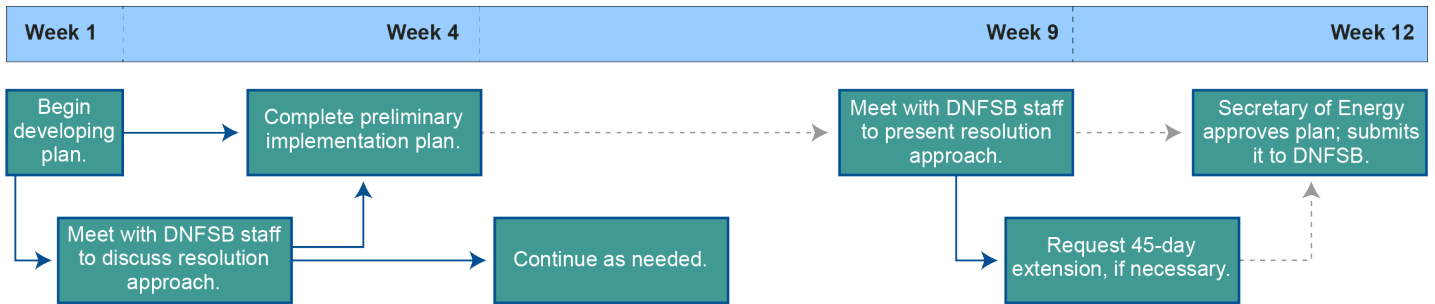 Week 1
Week 4
Week 9
Week 12
Begin
developing
plan.
Complete preliminary
implementation plan.
Meet with DNFSB staff
to present resolution
approach.
Secretary of Energy
approves plan; submits
it to DNFSB.
Meet with DNFSB staff
to discuss resolution
approach.
Continue as needed.
Request 45-day
extension, if necessary.